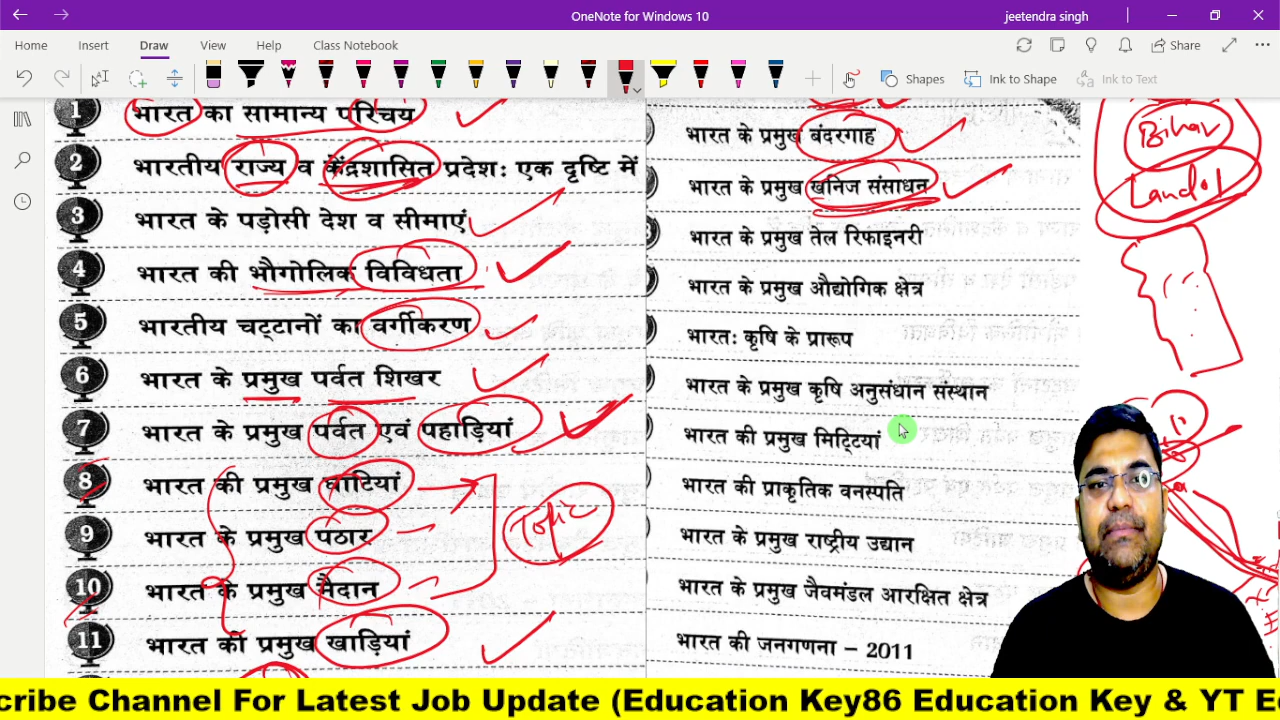 OneNote for Windows 10
jeetendra singh
Home Insert Draw View Help Class Notebook
Share
Shapes Ink to Shape Ink to Text
1 भारत का सामान्य परिचय
2 भारतीय राज्य व केंद्रशासित प्रदेश: एक दृष्टि में
3 भारत के पड़ोसी देश व सीमाएं
4 भारत की भौगोलिक विविधता
5 भारतीय चट्टानों का वर्गीकरण
6 भारत के प्रमुख पर्वत शिखर
7 भारत के प्रमुख पर्वत एवं पहाड़ियां
8 भारत की प्रमुख घाटियां
9 भारत के प्रमुख पठार
10 भारत के प्रमुख मैदान
11 भारत की प्रमुख खाड़ियां
Topic
भारत के प्रमुख बंदरगाह
भारत के प्रमुख खनिज संसाधन
भारत के प्रमुख तेल रिफाइनरी
भारत के प्रमुख औद्योगिक क्षेत्र
भारत: कृषि के प्रारूप
भारत के प्रमुख कृषि अनुसंधान संस्थान
भारत की प्रमुख मिट्टियां
भारत की प्राकृतिक वनस्पति
भारत के प्रमुख राष्ट्रीय उद्यान
भारत के प्रमुख जैवमंडल आरक्षित क्षेत्र
भारत की जनगणना – 2011
Bihar
cribe Channel For Latest Job Update (Education Key86 Education Key & YT E